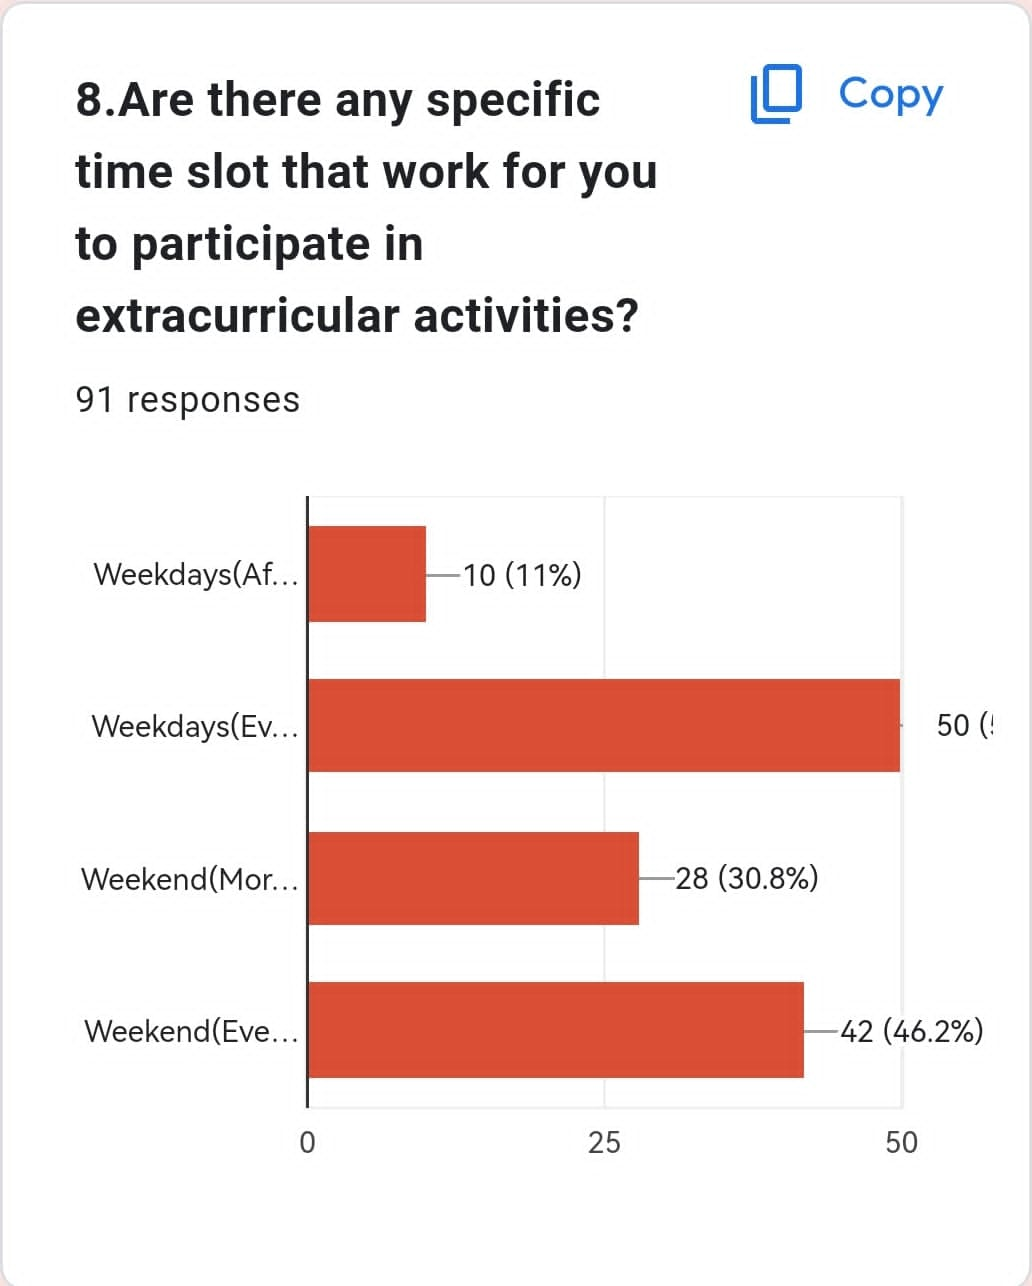 8.Are there any specific
time slot that work for you
to participate in
extracurricular activities?
Copy
91 responses
Weekdays(Af...
10 (11%)
Weekdays(Ev...
50 (
Weekend(Mor...
28 (30.8%)
Weekend(Eve...
42 (46.2%)
0
25
50